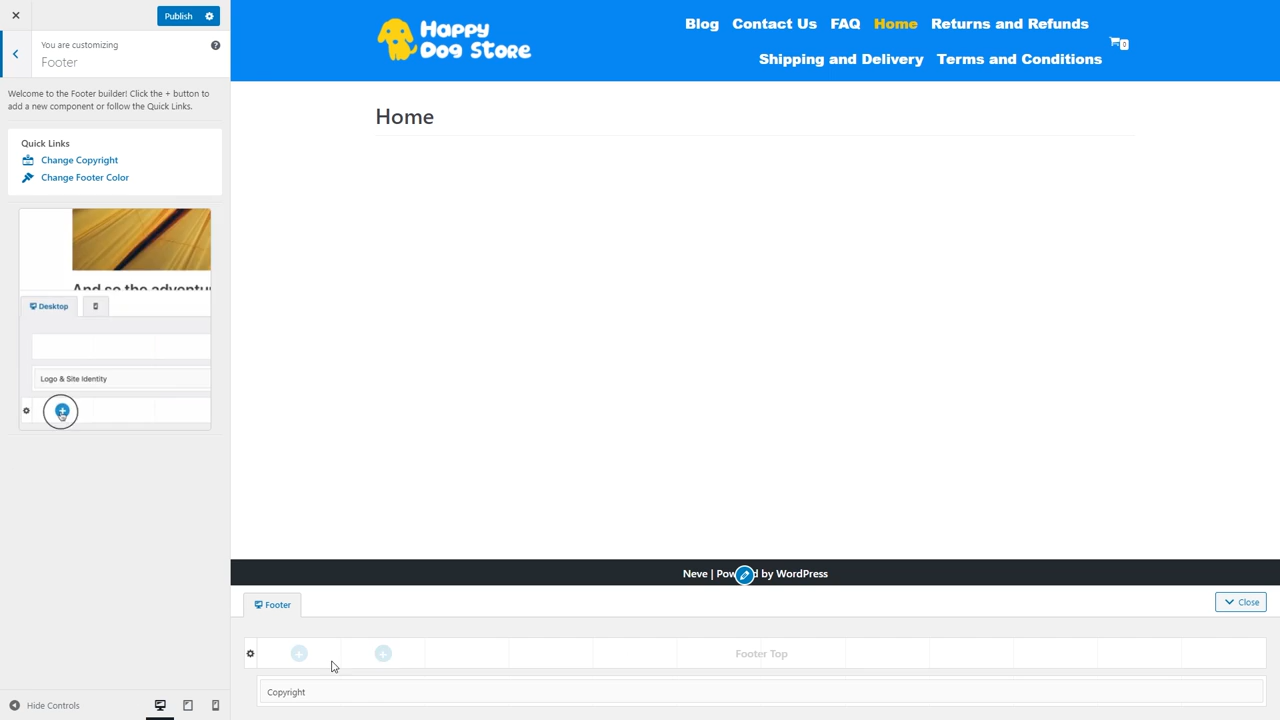 Publish
You are customizing
Footer
Welcome to the Footer builder! Click the + button to
add a new component or follow the Quick Links.
Quick Links
Change Copyright
Change Footer Color
And so the adventu
Desktop
Logo & Site Identity
Hide Controls
Happy
Dog Store
Blog Contact Us FAQ Home Returns and Refunds
Shipping and Delivery Terms and Conditions
0
Home
Neve | Powered by WordPress
Footer
Close
Footer Top
Copyright